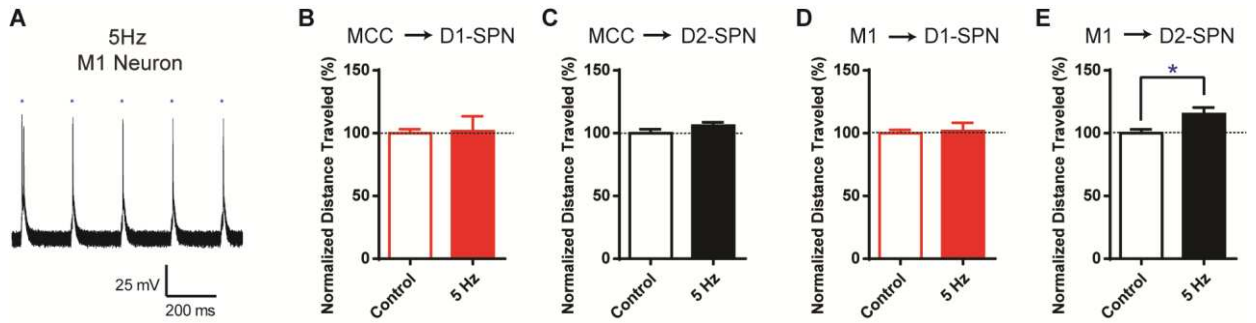 A
5Hz
M1 Neuron
25 mV
200 ms
B
MCC → D1-SPN
Normalized Distance Traveled (%)
150
100
50
0
Control
5 Hz
C
MCC → D2-SPN
Normalized Distance Traveled (%)
150
100
50
0
Control
5 Hz
D
M1 → D1-SPN
Normalized Distance Traveled (%)
150
100
50
0
Control
5 Hz
E
M1 → D2-SPN
*
Normalized Distance Traveled (%)
150
100
50
0
Control
5 Hz